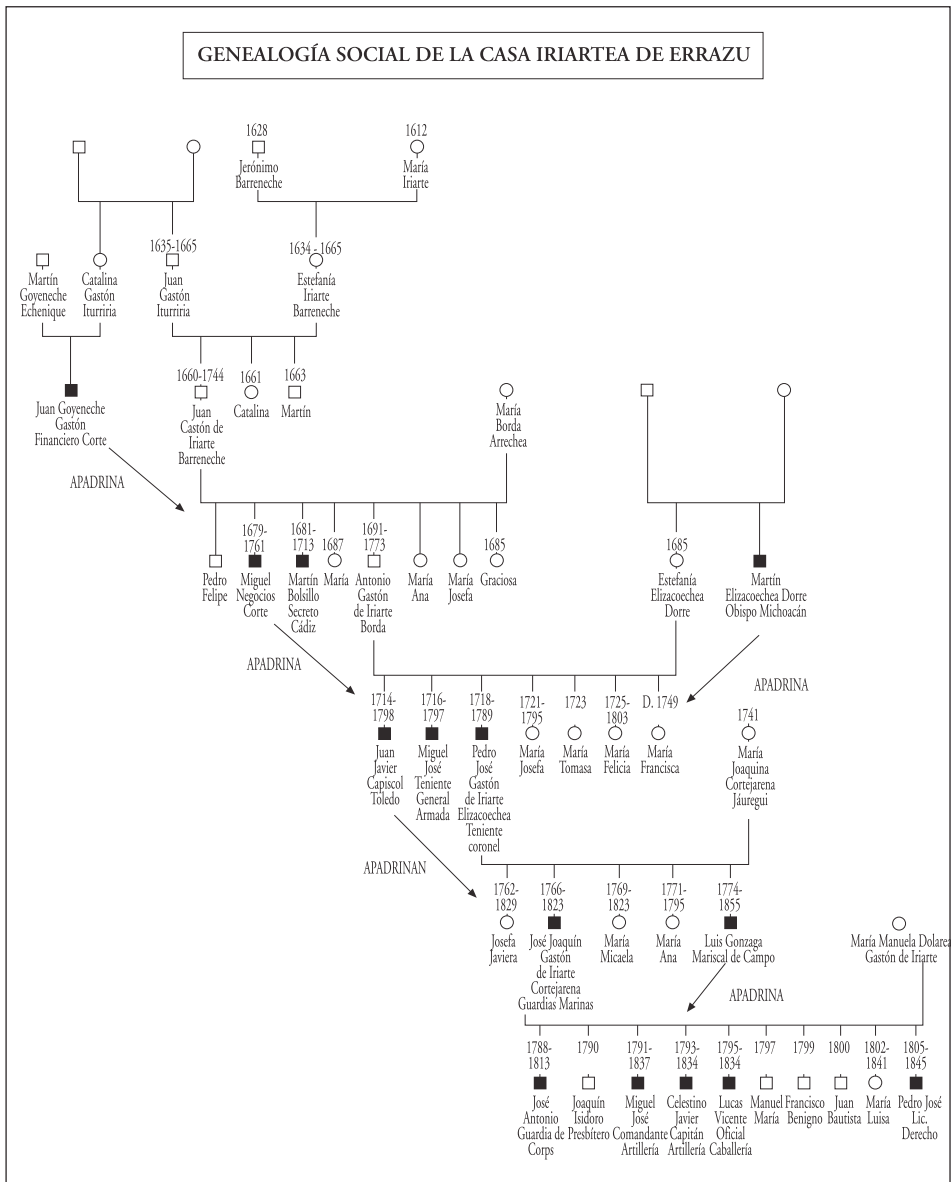 GENEALOGÍA SOCIAL DE LA CASA IRIARTEA DE ERRAZU
1628
Jerónimo
Barreneche
1612
María
Iriarte
Martín
Goyeneche
Echenique
Catalina
Gastón
Iturriria
1635-1665
Juan
Gastón
Iturriria
1634 - 1665
Estefanía
Iriarte
Barreneche
Juan Goyeneche
Gastón
Financiero Corte
1660-1744
Juan
Castón de
Iriarte
Barreneche
1661
Catalina
1663
Martín
María
Borda
Arrechea
APADRINA
Pedro
Felipe
1679-
1761
Miguel
Negocios
Corte
1681-
1713
Martín
Bolsillo
Secreto
Cádiz
1687
María
1691-
1773
Antonio
Gastón
de Iriarte
Borda
María
Ana
María
Josefa
1685
Graciosa
1685
Estefanía
Elizacoechea
Dorre
Martín
Elizacoechea Dorre
Obispo Michoacán
APADRINA
APADRINA
1714-
1798
Juan
Javier
Capiscol
Toledo
1716-
1797
Miguel
José
Teniente
General
Armada
1718-
1789
Pedro
José
Gastón
de Iriarte
Elizacoechea
Teniente
coronel
1721-
1795
María
Josefa
1723
María
Tomasa
1725-
1803
María
Felicia
D. 1749
María
Francisca
1741
María
Joaquina
Cortejarena
Jáuregui
APADRINAN
1762-
1829
Josefa
Javiera
1766-
1823
José Joaquín
Gastón
de Iriarte
Cortejarena
Guardias Marinas
1769-
1823
María
Micaela
1771-
1795
María
Ana
1774-
1855
Luis Gonzaga
Mariscal de Campo
María Manuela Dolarea
Gastón de Iriarte
APADRINA
1788-
1813
José
Antonio
Guardia de
Corps
1790
Joaquín
Isidoro
Presbítero
1791-
1837
Miguel
José
Comandante
Artillería
1793-
1834
Celestino
Javier
Capitán
Artillería
1795-
1834
Lucas
Vicente
Oficial
Caballería
1797
Manuel
María
1799
Francisco
Benigno
1800
Juan
Bautista
1802-
1841
María
Luisa
1805-
1845
Pedro José
Lic.
Derecho